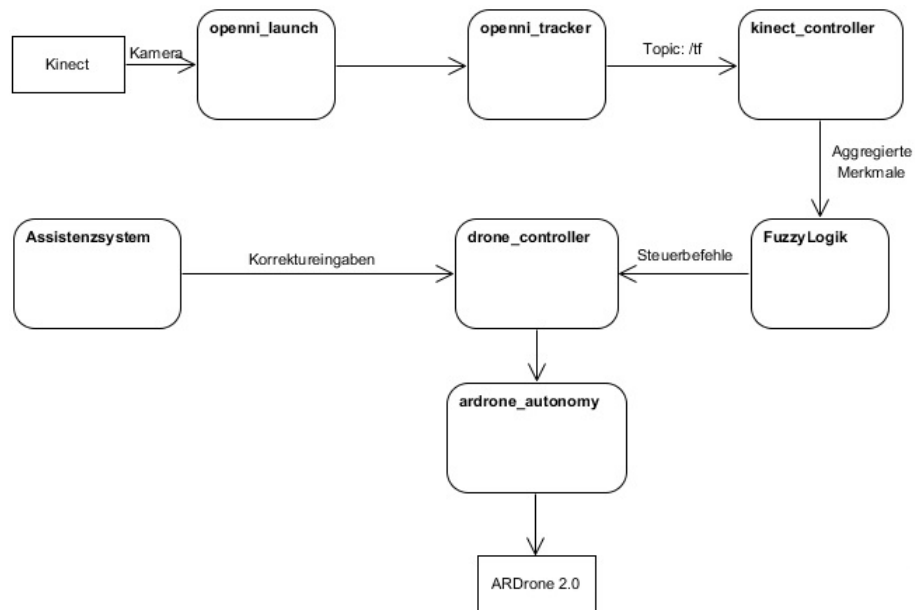 openni_launch
openni_tracker
kinect_controller
Kinect
Kamera
Topic: /tf
Aggregierte
Merkmale
Assistenzsystem
drone_controller
FuzzyLogik
Korrektureingaben
Steuerbefehle
ardrone_autonomy
ARDrone 2.0